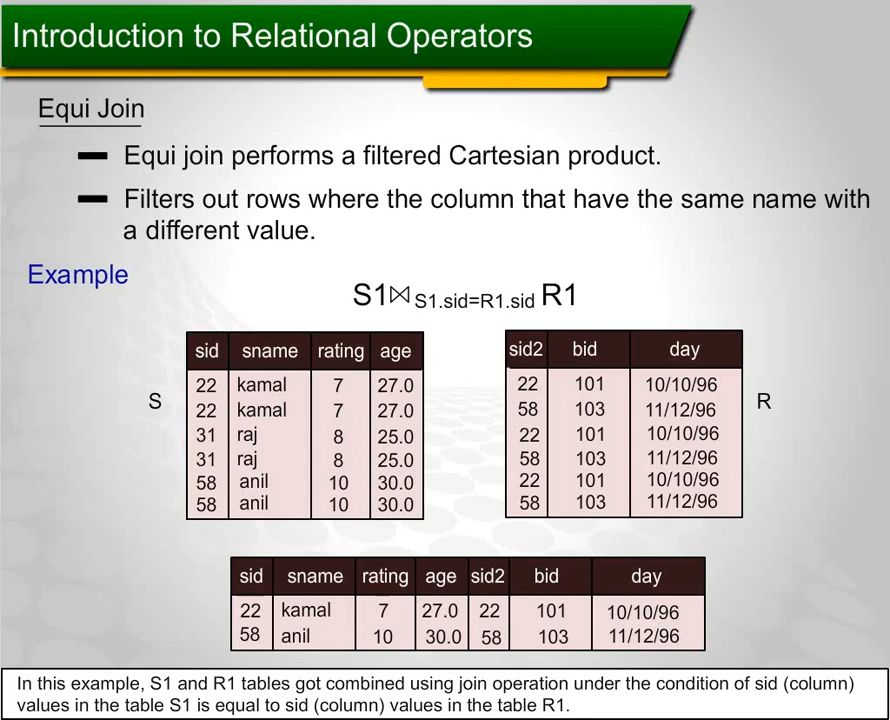 Introduction to Relational Operators
Equi Join
Equi join performs a filtered Cartesian product.
Filters out rows where the column that have the same name with
a different value.
Example
S1⋈S1.sid=R1.sid R1
sid sname rating age
22 kamal 7 27.0
22 kamal 7 27.0
31 raj 8 25.0
31 raj 8 25.0
58 anil 10 30.0
58 anil 10 30.0
S
sid2 bid day
22 101 10/10/96
58 103 11/12/96
22 101 10/10/96
58 103 11/12/96
22 101 10/10/96
58 103 11/12/96
R
sid sname rating age sid2 bid day
22 kamal 7 27.0 22 101 10/10/96
58 anil 10 30.0 58 103 11/12/96
In this example, S1 and R1 tables got combined using join operation under the condition of sid (column)
values in the table S1 is equal to sid (column) values in the table R1.